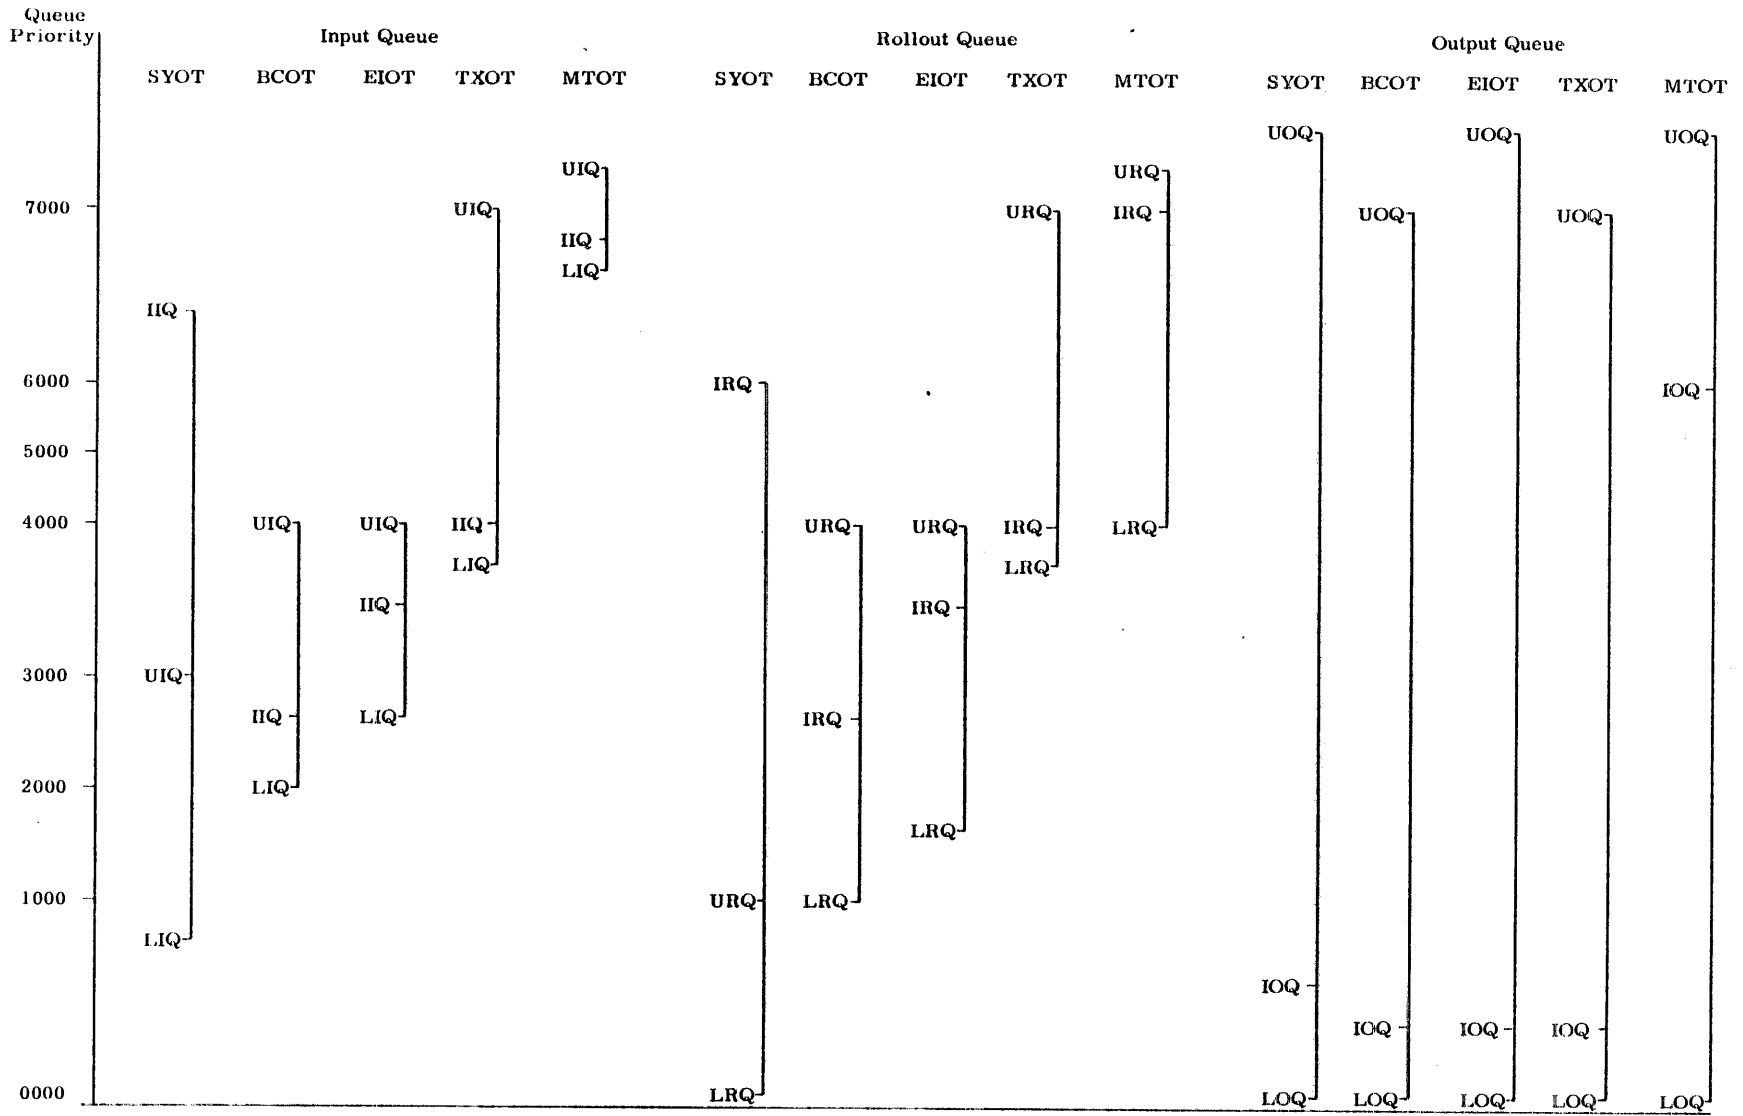 Queue
Priority
Input Queue
Rollout Queue
Output Queue
SYOT BCOT EIOT TXOT MTOT
SYOT BCOT EIOT TXOT MTOT
SYOT BCOT EIOT TXOT MTOT
UOQ UOQ UOQ
UIQ URQ
7000 UIQ URQ IRQ UOQ UOQ
IIQ
LIQ
IIQ
6000 IRQ IOQ
5000
4000 UIQ UIQ IIQ URQ URQ IRQ LRQ
LIQ LRQ
IIQ IRQ
3000 UIQ
IIQ LIQ IRQ
2000 LIQ
LRQ
1000 URQ LRQ
LIQ
IOQ
IOQ IOQ IOQ
0000 LRQ LOQ LOQ LOQ LOQ LOQ